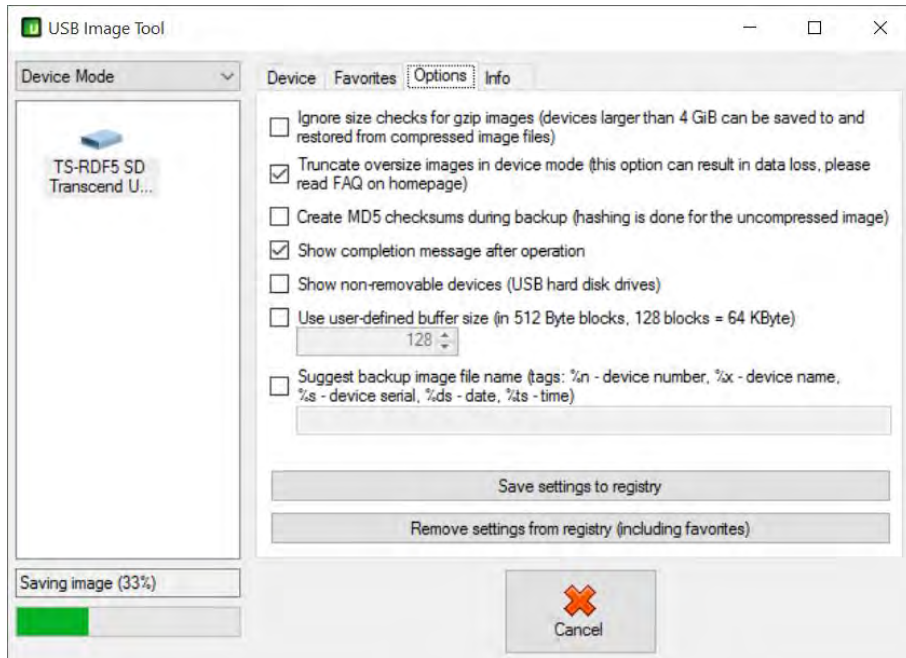 USB Image Tool
Device Mode
TS-RDF5 SD
Transcend U...
Device Favorites Options Info
Ignore size checks for gzip images (devices larger than 4 GiB can be saved to and
restored from compressed image files)
Truncate oversize images in device mode (this option can result in data loss, please
read FAQ on homepage)
Create MD5 checksums during backup (hashing is done for the uncompressed image)
Show completion message after operation
Show non-removable devices (USB hard disk drives)
Use user-defined buffer size (in 512 Byte blocks, 128 blocks = 64 KByte)
128
Suggest backup image file name (tags: %n - device number, %x - device name,
%s - device serial, %ds - date, %ts - time)
Save settings to registry
Remove settings from registry (including favorites)
Saving image (33%)
Cancel